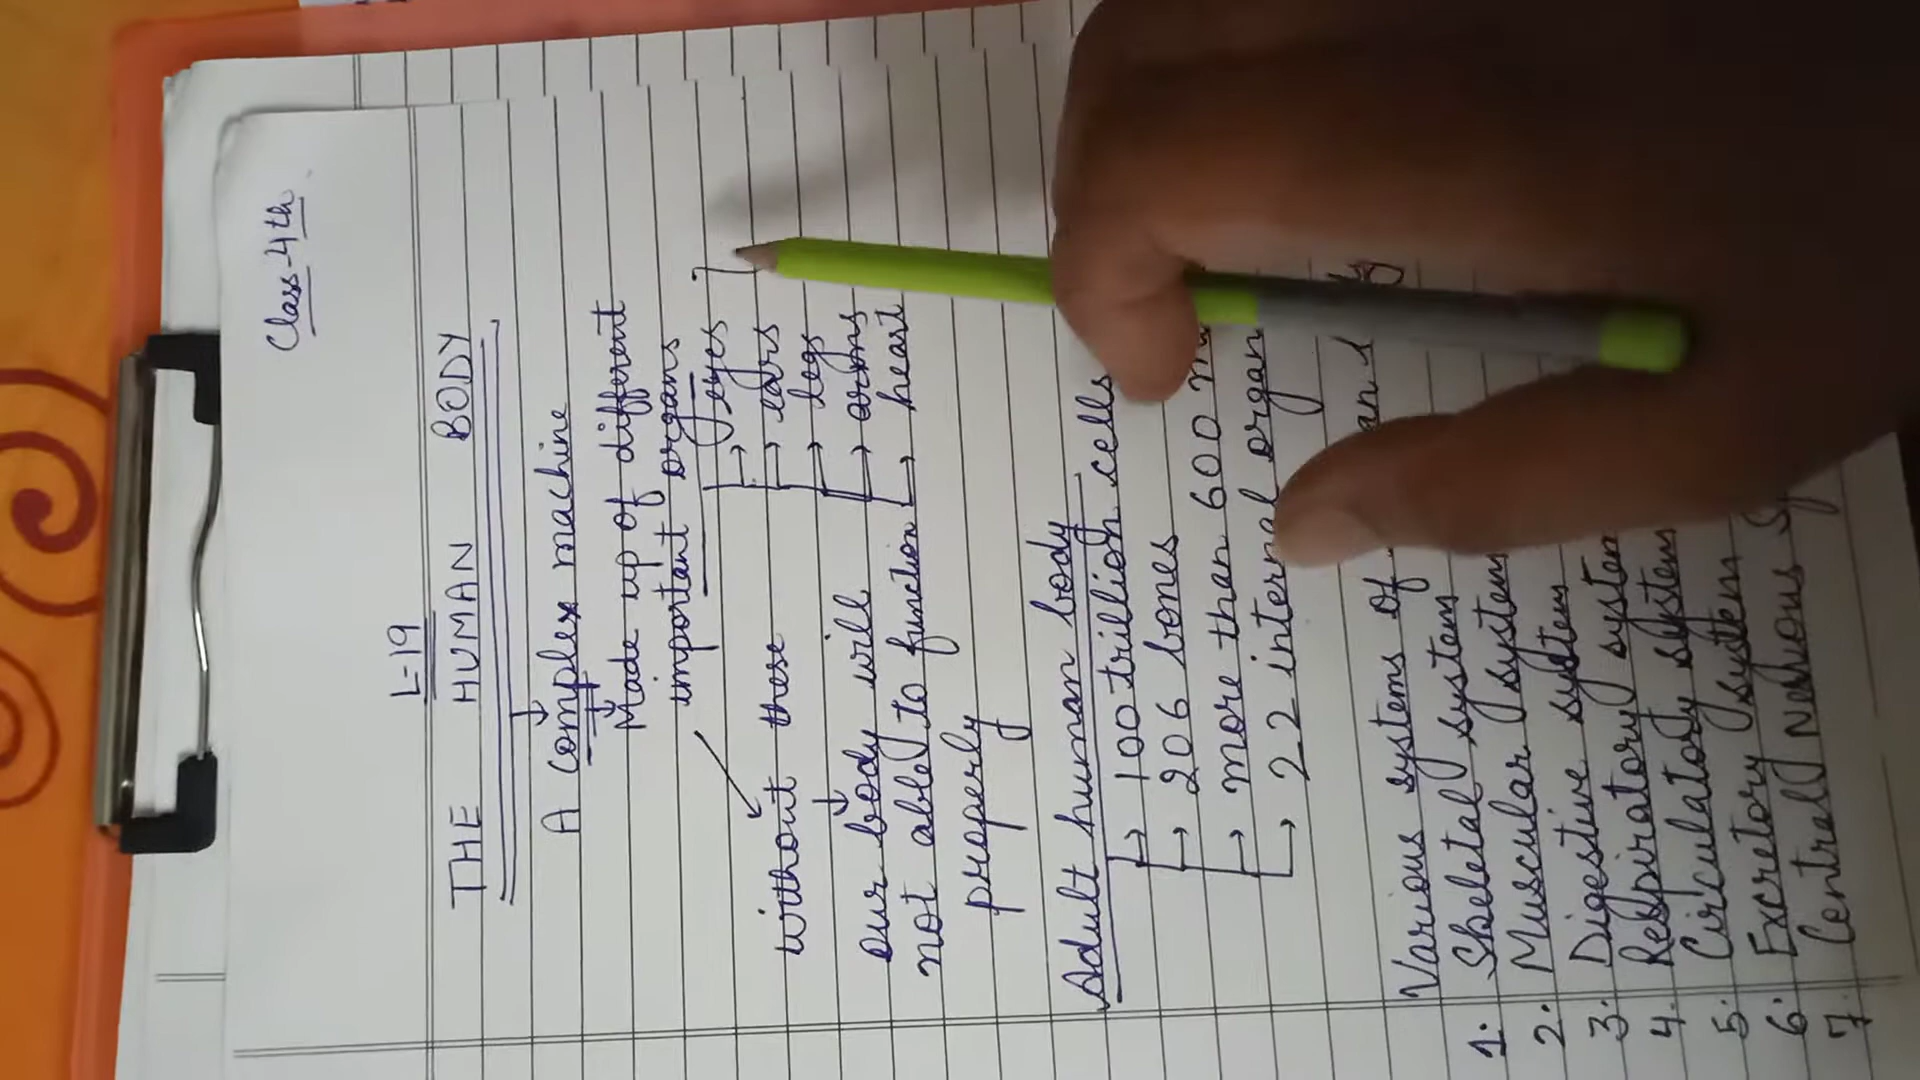 Class-4th
L-19
THE HUMAN BODY
A complex machine
Made up of different
important organs
eyes
without these ears
legs
our body will arms
not able to function heart
properly
Adult human body
100 trillion cells
206 bones
more than 600
22 internal organ
Various systems of
1. Skeletal system
2. Muscular system
3. Digestive system
4. Respiratory system
5. Circulatory system
6. Excretory system
7. Central Nervous